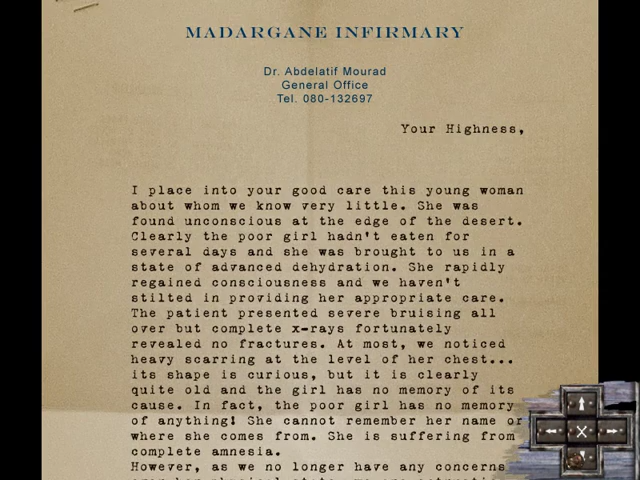 MADARGANE INFIRMARY
Dr. Abdelatif Mourad
General Office
Tel. 080-132697
Your Highness,
I place into your good care this young woman
about whom we know very little. She was
found unconscious at the edge of the desert.
Clearly the poor girl hadn't eaten for
several days and she was brought to us in a
state of advanced dehydration. She rapidly
regained consciousness and we haven't
stilted in providing her appropriate care.
The patient presented severe bruising all
over but complete x-rays fortunately
revealed no fractures. At most, we noticed
heavy scarring at the level of her chest...
its shape is curious, but it is clearly
quite old and the girl has no memory of its
cause. In fact, the poor girl has no memory
of anything! She cannot remember her name or
where she comes from. She is suffering from
complete amnesia.
However, as we no longer have any concerns